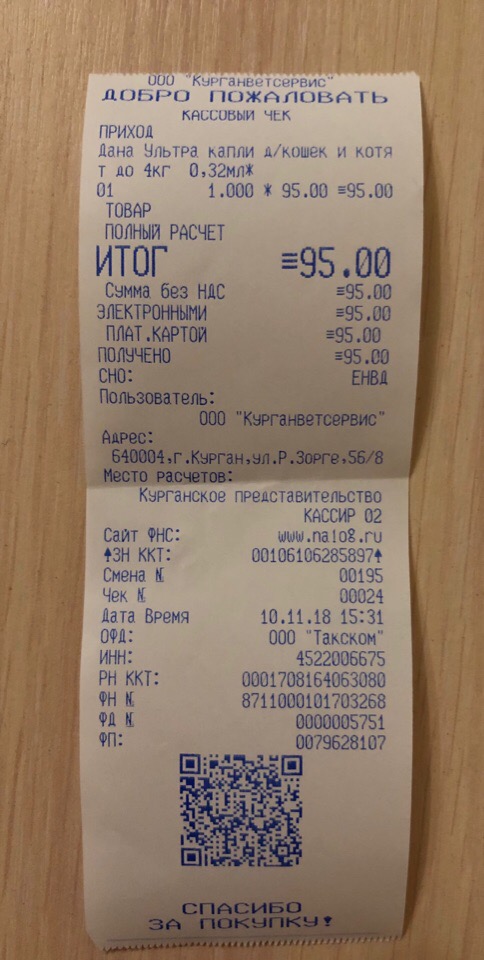 ООО "Курганветсервис"
ДОБРО ПОЖАЛОВАТЬ
КАССОВЫЙ ЧЕК
ПРИХОД
Дана Ультра капли д/кошек и котя
т до 4кг 0,32мл*
01 1.000 * 95.00 ≡95.00
ТОВАР
ПОЛНЫЙ РАСЧЕТ
ИТОГ ≡95.00
Сумма без НДС ≡95.00
ЭЛЕКТРОННЫМИ ≡95.00
ПЛАТ.КАРТОЙ ≡95.00
ПОЛУЧЕНО ≡95.00
СНО: ЕНВД
Пользователь:
ООО "Курганветсервис"
Адрес:
640004,г.Курган,ул.Р.Зорге,56/8
Место расчетов:
Курганское представительство
КАССИР 02
Сайт ФНС: www.nalog.ru
ЗН ККТ: 00106106285897
Смена № 00195
Чек № 00024
Дата Время 10.11.18 15:31
ОФД: ООО "Такском"
ИНН: 4522006675
РН ККТ: 0001708164063080
ФН № 8711000101703268
ФД № 0000005751
ФП: 0079628107
СПАСИБО
ЗА ПОКУПКУ!